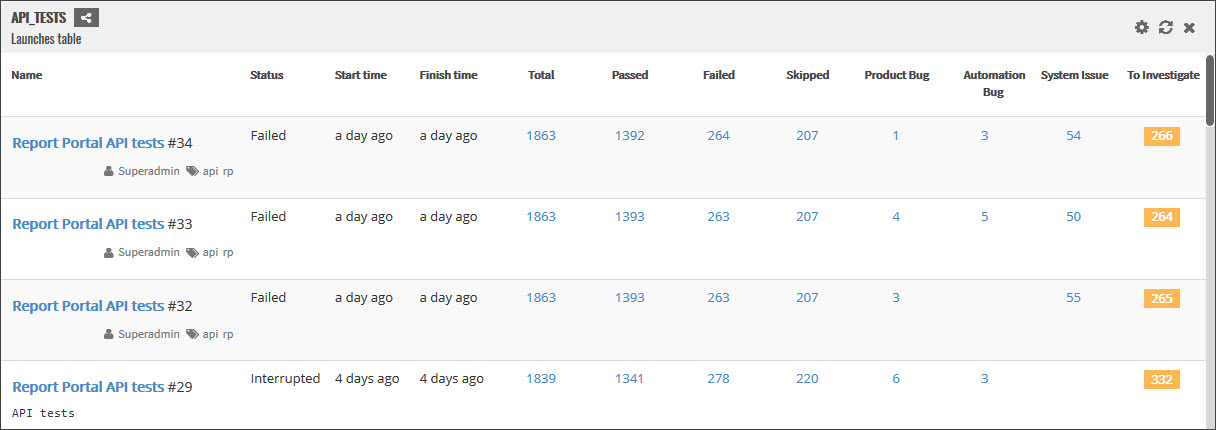 API_TESTS
Launches table
Name Status Start time Finish time Total Passed Failed Skipped Product Bug Automation Bug System Issue To Investigate
Report Portal API tests #34 Failed a day ago a day ago 1863 1392 264 207 1 3 54 266
Superadmin api rp
Report Portal API tests #33 Failed a day ago a day ago 1863 1393 263 207 4 5 50 264
Superadmin api rp
Report Portal API tests #32 Failed a day ago a day ago 1863 1393 263 207 3 55 265
Superadmin api rp
Report Portal API tests #29 Interrupted 4 days ago 4 days ago 1839 1341 278 220 6 3 332
API tests